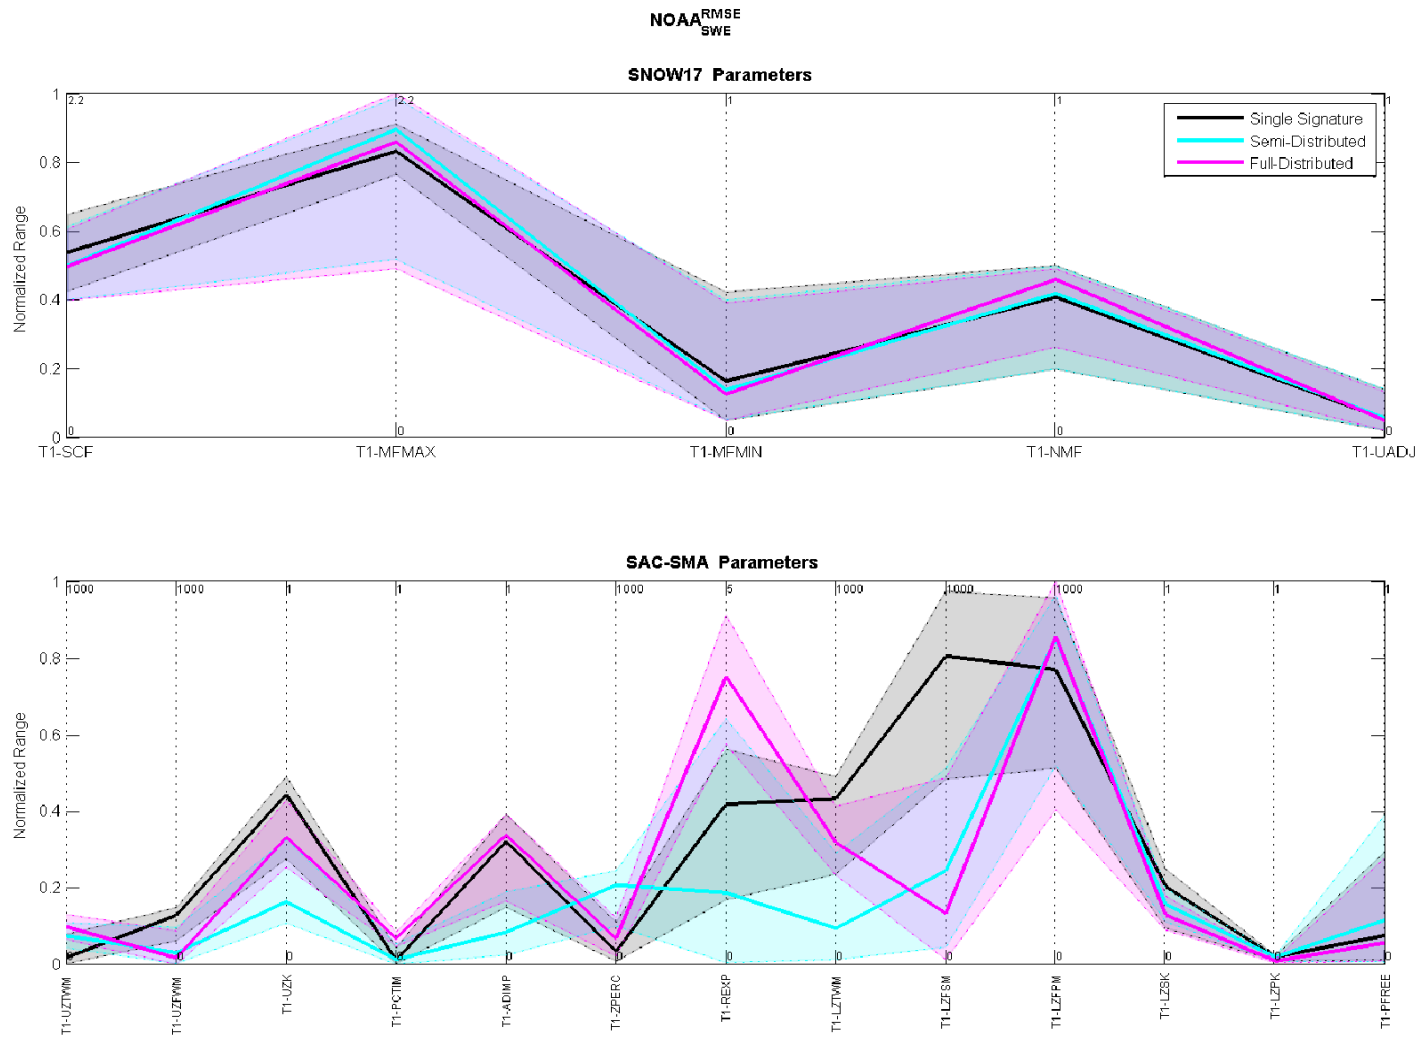 NOAA RMSE SWE
SNOW17 Parameters
Normalized Range
1
0.8
0.6
0.4
0.2
0
2.2 2.2 1 1 1
0 0 0 0 0
Single Signature
Semi-Distributed
Full-Distributed
T1-SCF T1-MFMAX T1-MFMIN T1-NMF T1-UADJ
SAC-SMA Parameters
Normalized Range
1
0.8
0.6
0.4
0.2
0
1000 1000 1 1 1 1000 5 1000 1000 1000 1 1 1
0 0 0 0 0 0 0 0 0 0 0 0 0
T1-UZTWM
T1-UZFWM
T1-UZK
T1-PCTIM
T1-ADIMP
T1-ZPERC
T1-REXP
T1-LZTWM
T1-LZFSM
T1-LZFPM
T1-LZSK
T1-LZPK
T1-PFREE